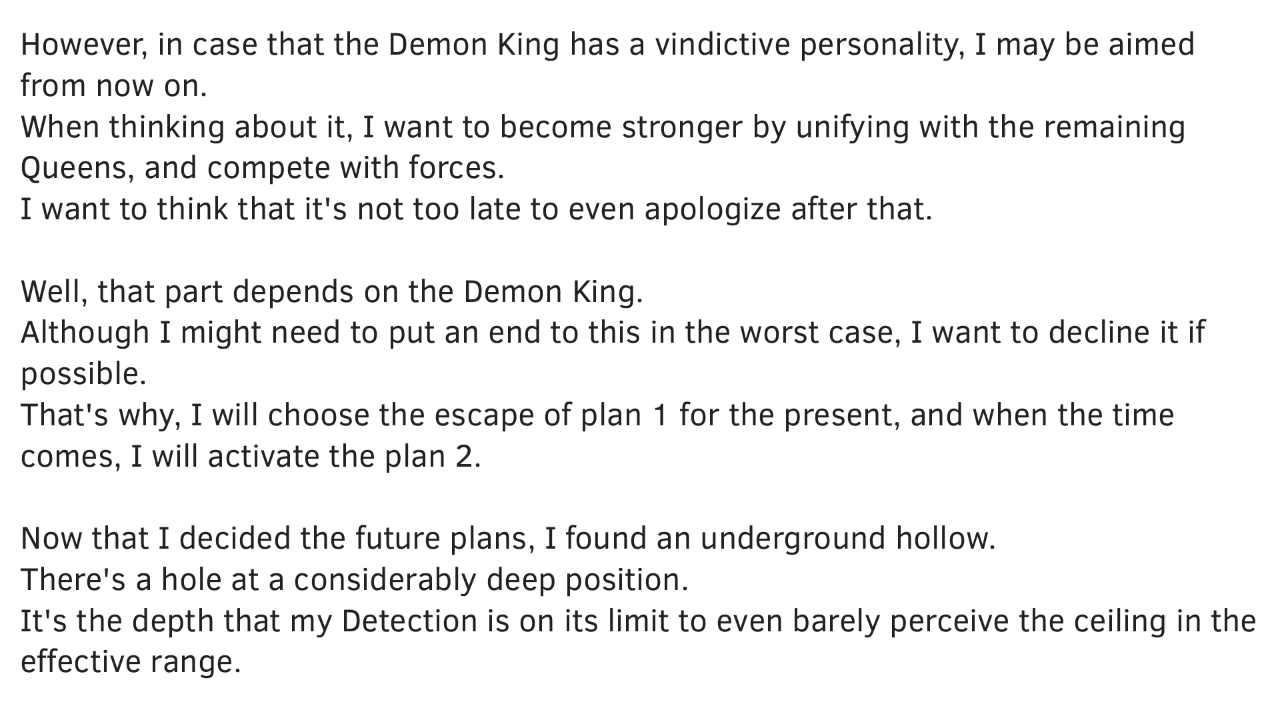 However, in case that the Demon King has a vindictive personality, I may be aimed
from now on.
When thinking about it, I want to become stronger by unifying with the remaining
Queens, and compete with forces.
I want to think that it's not too late to even apologize after that.
Well, that part depends on the Demon King.
Although I might need to put an end to this in the worst case, I want to decline it if
possible.
That's why, I will choose the escape of plan 1 for the present, and when the time
comes, I will activate the plan 2.
Now that I decided the future plans, I found an underground hollow.
There's a hole at a considerably deep position.
It's the depth that my Detection is on its limit to even barely perceive the ceiling in the
effective range.